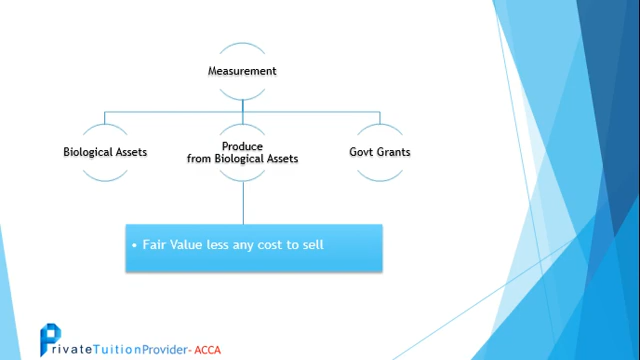 Measurement
Biological Assets
Produce
from Biological Assets
Govt Grants
• Fair Value less any cost to sell
PrivateTuitionProvider- ACCA